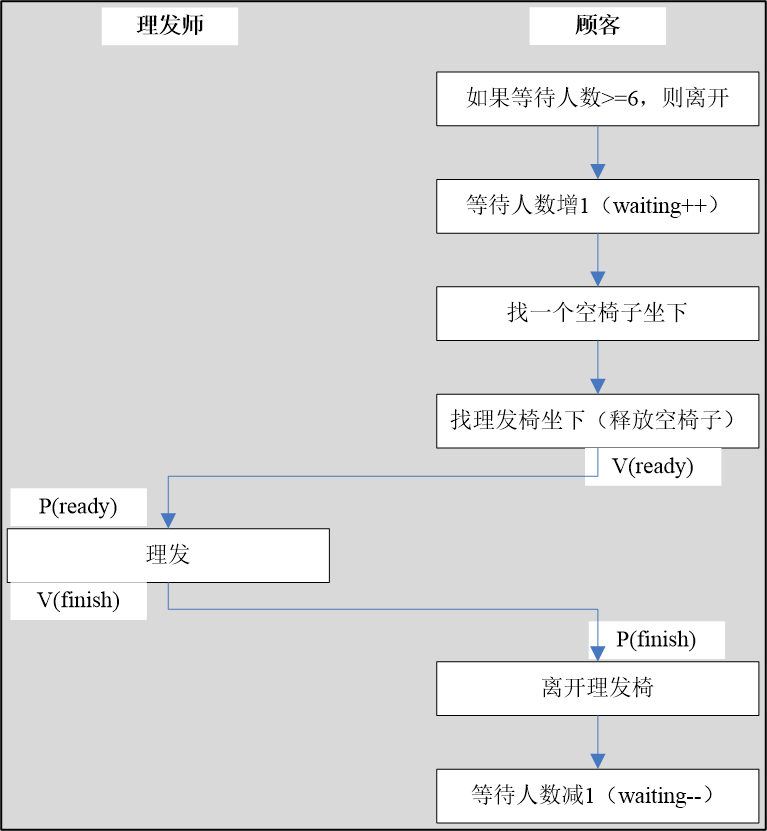 理发师
顾客
如果等待人数>=6，则离开
等待人数增1（waiting++）
找一个空椅子坐下
找理发椅坐下（释放空椅子）
V(ready)
P(ready)
理发
V(finish)
P(finish)
离开理发椅
等待人数减1（waiting--）